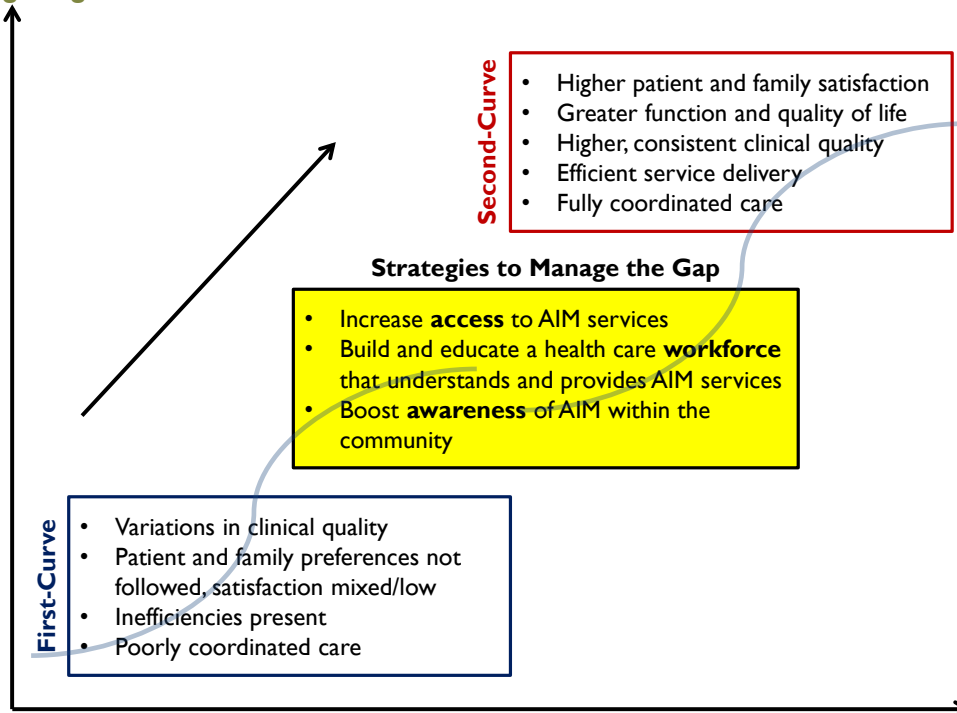 Second-Curve
• Higher patient and family satisfaction
• Greater function and quality of life
• Higher, consistent clinical quality
• Efficient service delivery
• Fully coordinated care
Strategies to Manage the Gap
• Increase access to AIM services
• Build and educate a health care workforce
that understands and provides AIM services
• Boost awareness of AIM within the
community
First-Curve
• Variations in clinical quality
• Patient and family preferences not
followed, satisfaction mixed/low
• Inefficiencies present
• Poorly coordinated care